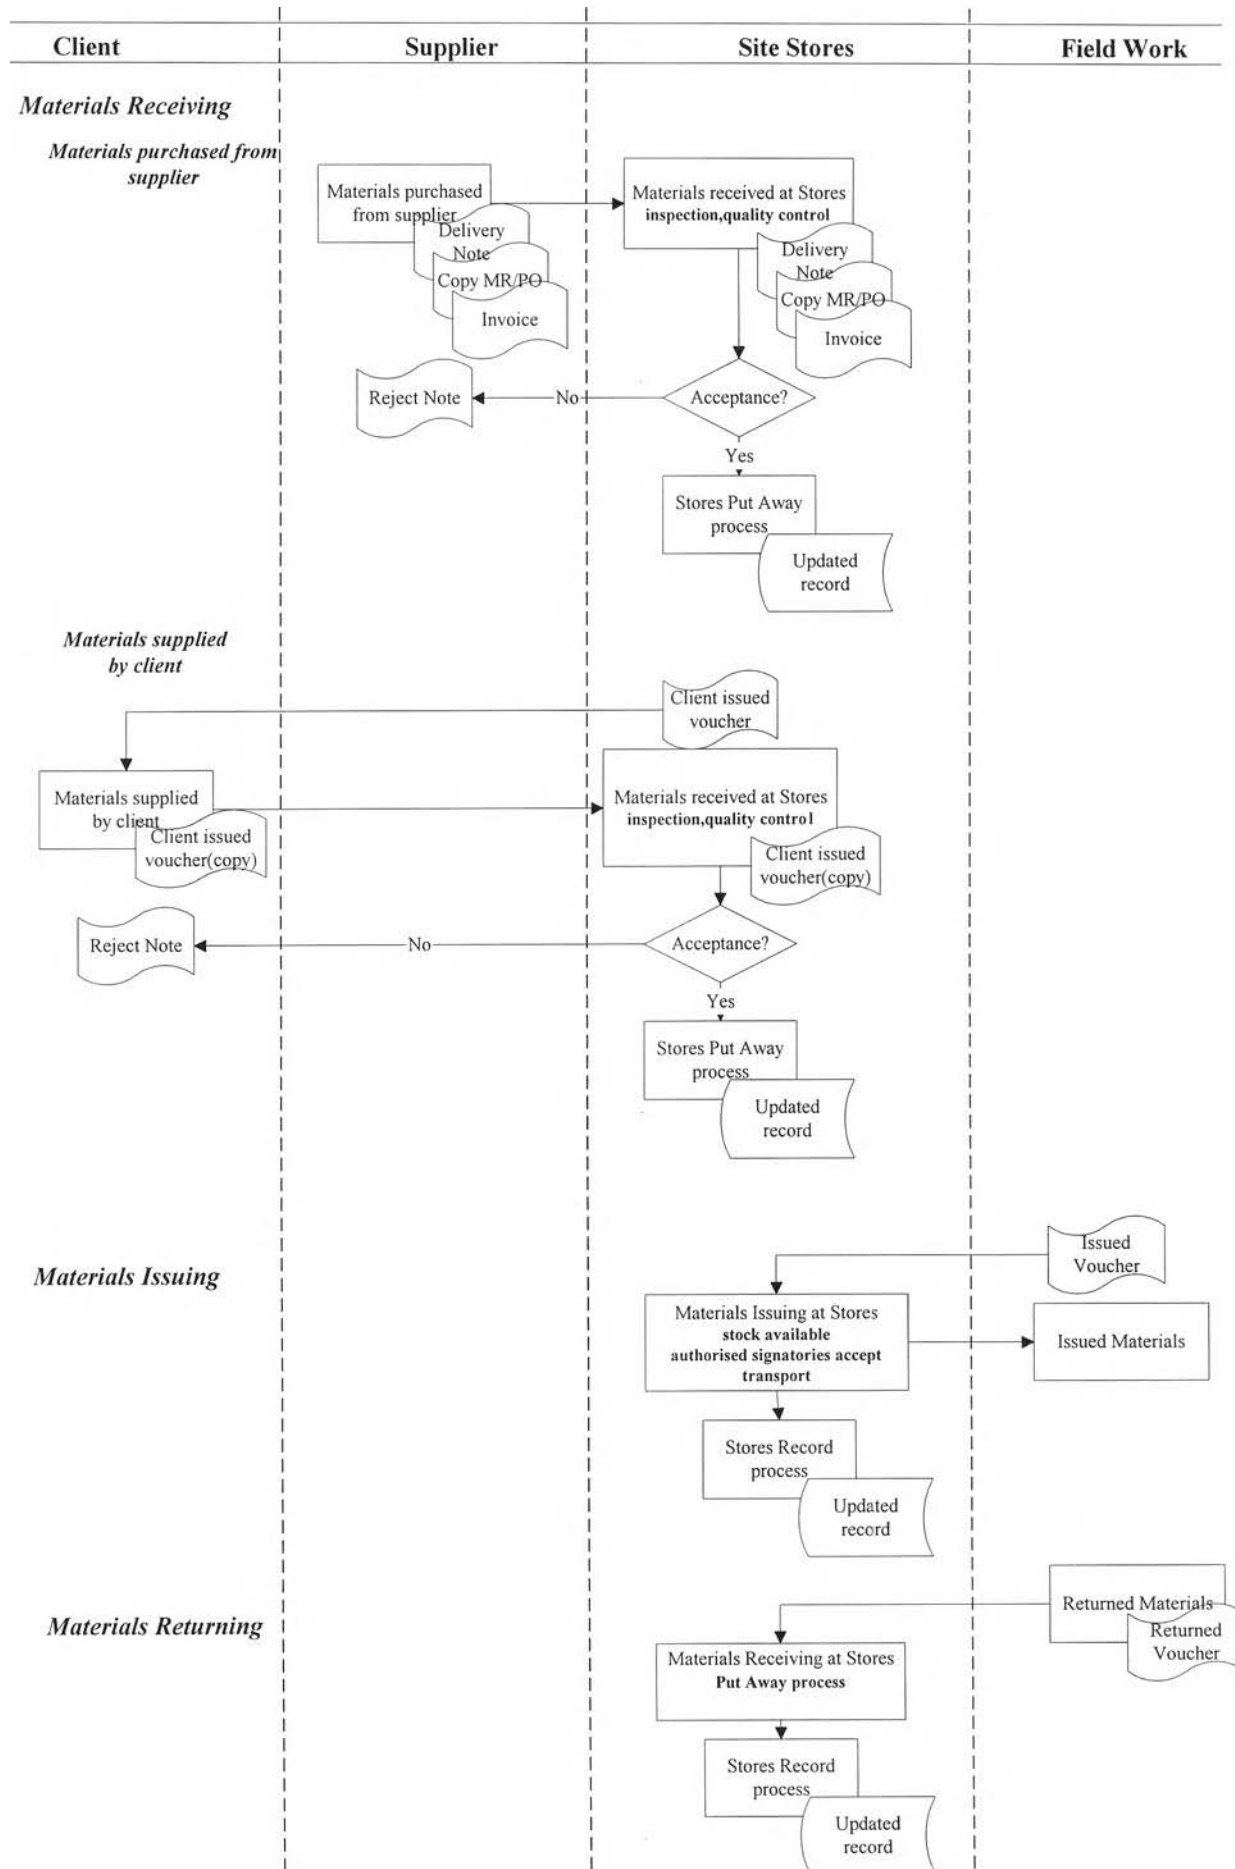 Client
Supplier
Site Stores
Field Work
Materials Receiving
Materials purchased from
supplier
Materials purchased
from supplier
Delivery
Note
Copy MR/PO
Invoice
Materials received at Stores
inspection,quality control
Delivery
Note
Copy MR/PO
Invoice
Reject Note
No
Acceptance?
Yes
Stores Put Away
process
Updated
record
Materials supplied
by client
Client issued
voucher
Materials supplied
by client
Client issued
voucher(copy)
Materials received at Stores
inspection,quality control
Client issued
voucher(copy)
Reject Note
No
Acceptance?
Yes
Stores Put Away
process
Updated
record
Materials Issuing
Issued
Voucher
Materials Issuing at Stores
stock available
authorised signatories accept
transport
Issued Materials
Stores Record
process
Updated
record
Materials Returning
Returned Materials
Returned
Voucher
Materials Receiving at Stores
Put Away process
Stores Record
process
Updated
record